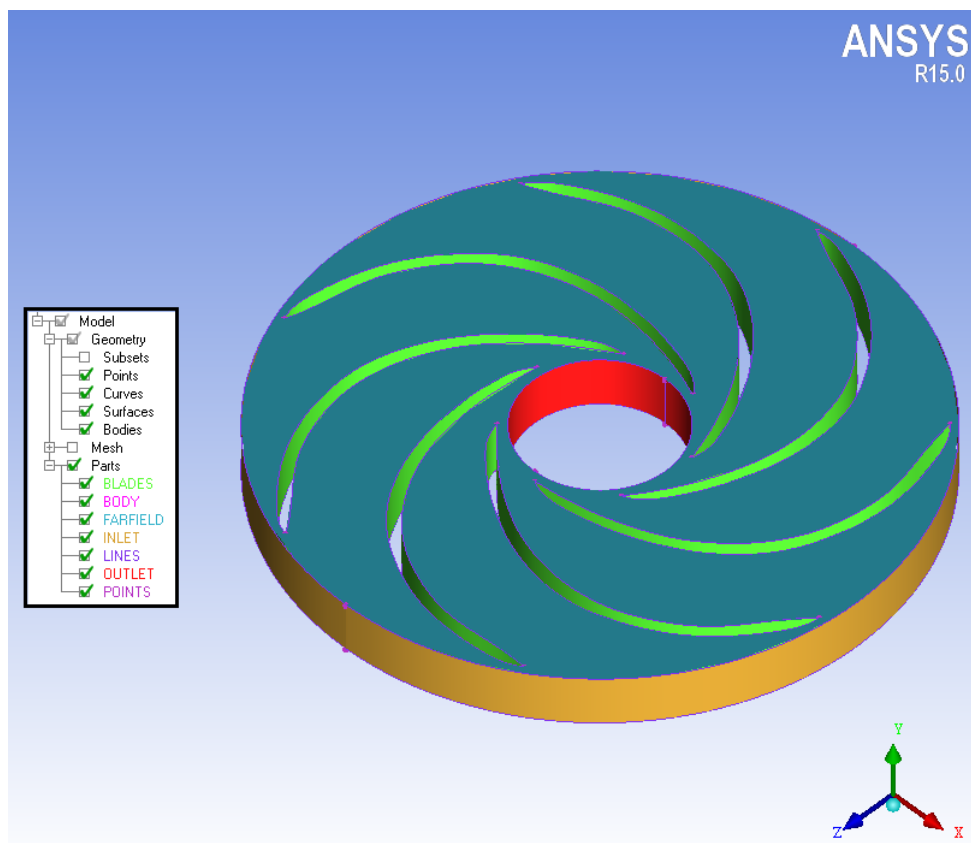 ANSYS
R15.0
Model
Geometry
Subsets
Points
Curves
Surfaces
Bodies
Mesh
Parts
BLADES
BODY
FARFIELD
INLET
LINES
OUTLET
POINTS
Y
Z
X